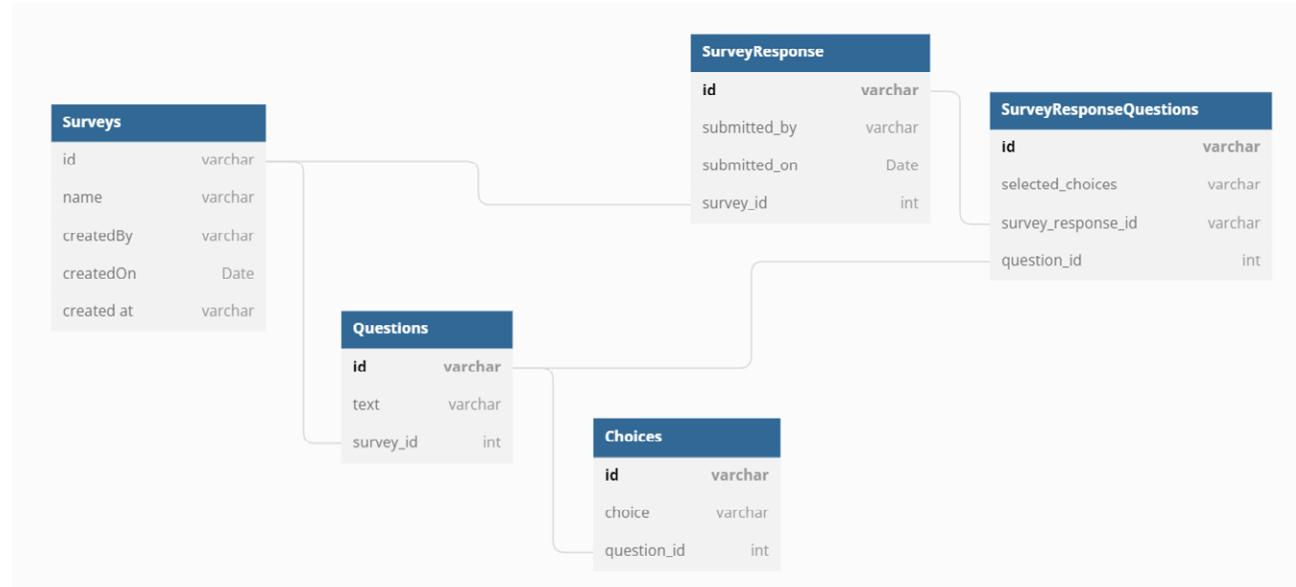 Surveys
id varchar
name varchar
createdBy varchar
createdOn Date
created at varchar
Questions
id varchar
text varchar
survey_id int
Choices
id varchar
choice varchar
question_id int
SurveyResponse
id varchar
submitted_by varchar
submitted_on Date
survey_id int
SurveyResponseQuestions
id varchar
selected_choices varchar
survey_response_id varchar
question_id int